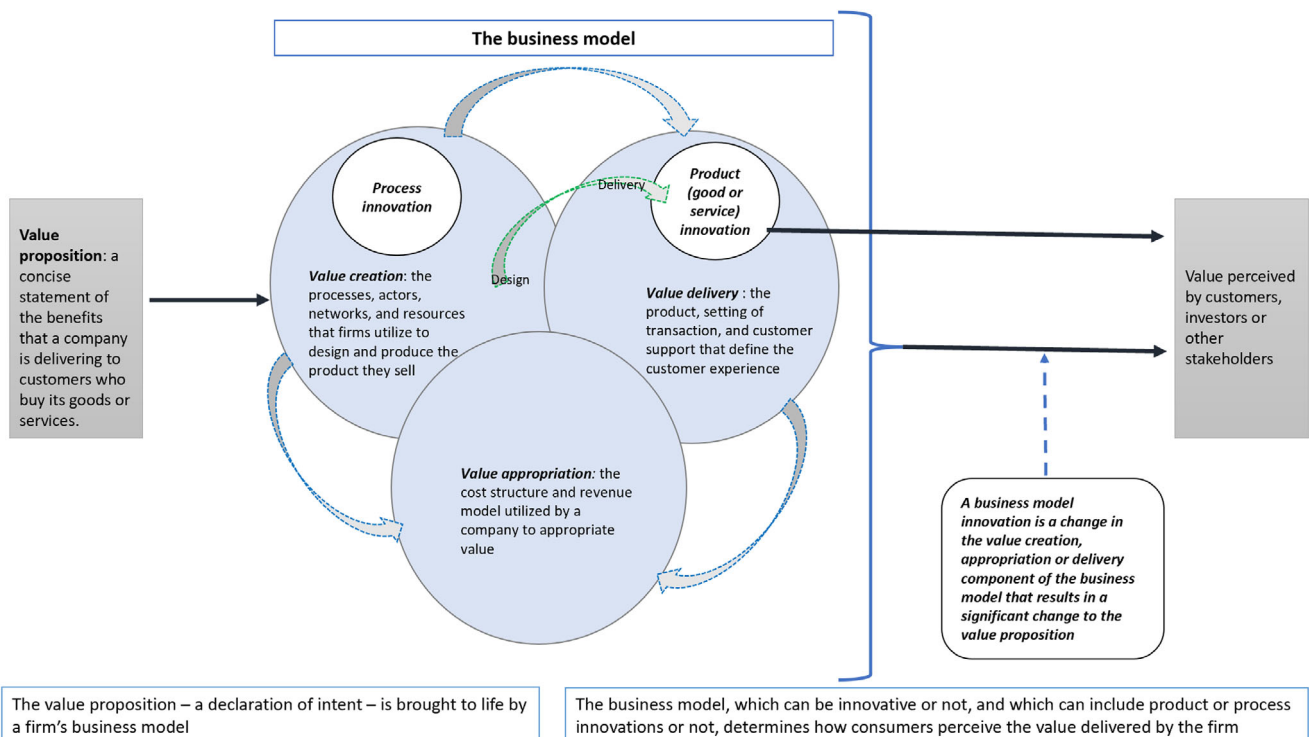 The business model
Value
proposition: a
concise
statement of
the benefits
that a company
is delivering to
customers who
buy its goods or
services.
Process
innovation
Value creation: the
processes, actors,
networks, and resources
that firms utilize to
design and produce the
product they sell
Design
Delivery
Product
(good or
service)
innovation
Value delivery : the
product, setting of
transaction, and customer
support that define the
customer experience
Value appropriation: the
cost structure and revenue
model utilized by a
company to appropriate
value
Value perceived
by customers,
investors or
other
stakeholders
A business model
innovation is a change in
the value creation,
appropriation or delivery
component of the business
model that results in a
significant change to the
value proposition
The value proposition – a declaration of intent – is brought to life by
a firm’s business model
The business model, which can be innovative or not, and which can include product or process
innovations or not, determines how consumers perceive the value delivered by the firm